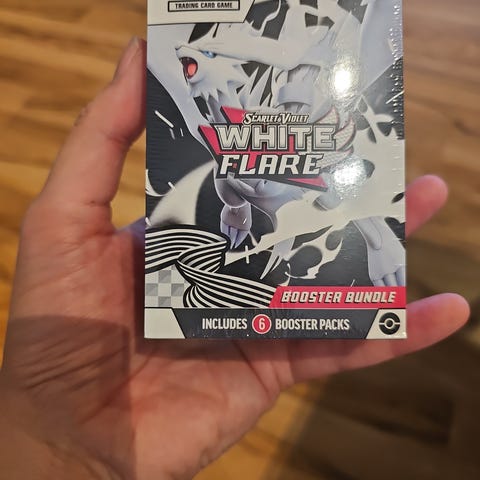 TRADING CARD GAME
SCARLET & VIOLET
WHITE
FLARE
BOOSTER BUNDLE
INCLUDES 6 BOOSTER PACKS